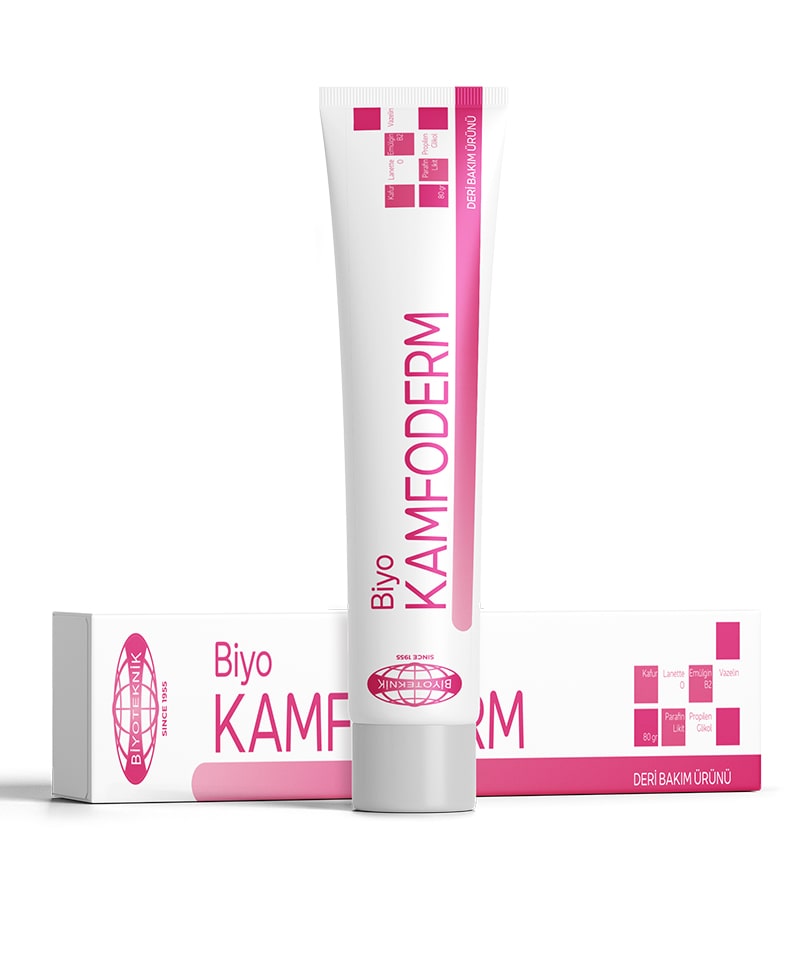 Vazelin
Emülgin
B2
Lanette
O
Kafur
Propilen
Glikol
Parafin
Likit
80 gr
DERİ BAKIM ÜRÜNÜ
Biyo
KAMFODERM
SINCE 1955
BİYOTEKNİK
BİYOTEKNİK
SINCE 1955
Biyo
KAMF
RM
Kafur
Lanette
O
Emülgin
B2
Vazelin
80 gr
Parafin
Likit
Propilen
Glikol
DERİ BAKIM ÜRÜNÜ